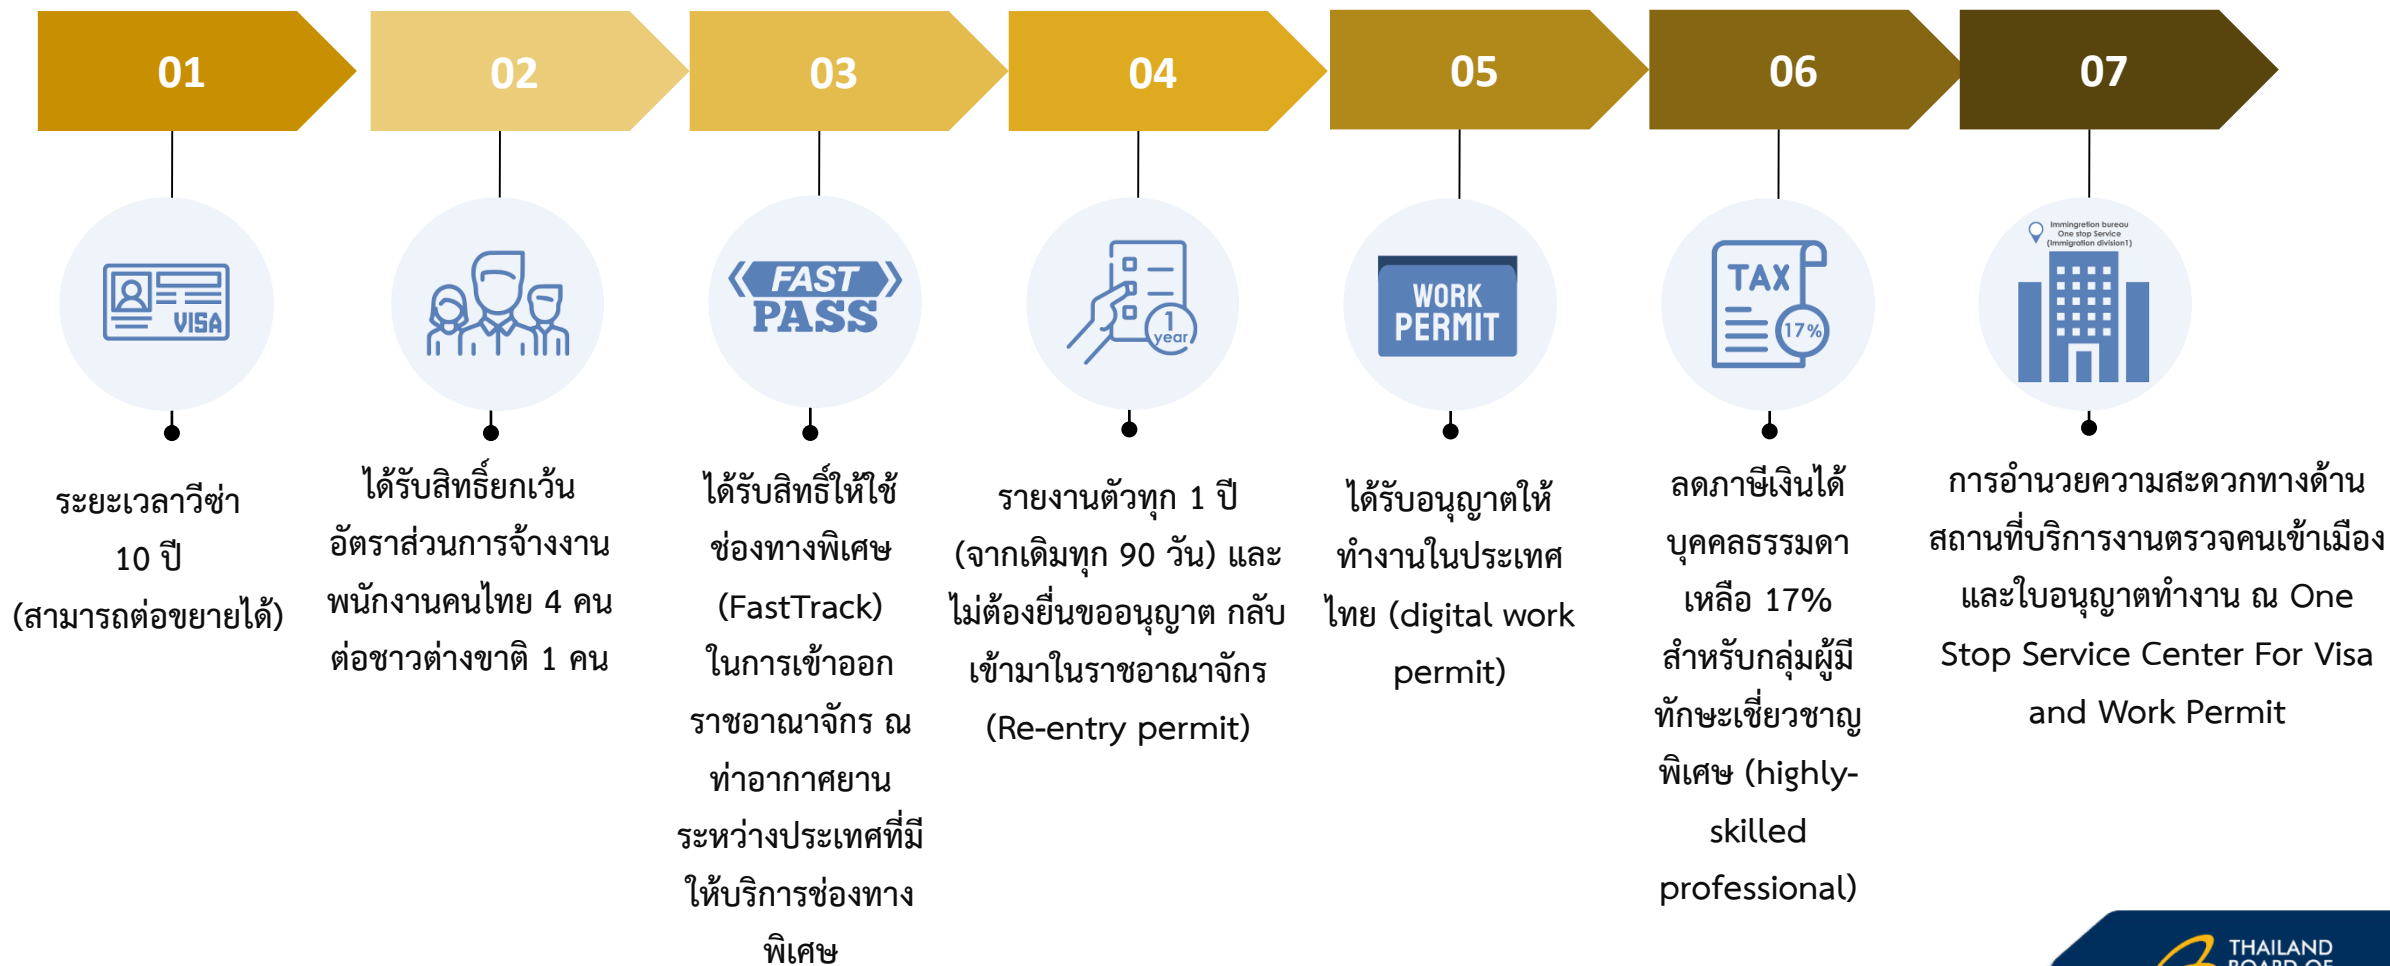 01
02
03
04
05
06
07
VISA
FAST
PASS
1
year
WORK
PERMIT
TAX
17%
Immingretion bureau
One stop Service
(Immigration division1)
ระยะเวลาวีซ่า
10 ปี
(สามารถต่อขยายได้)
ได้รับสิทธิ์ยกเว้น
อัตราส่วนการจ้างงาน
พนักงานคนไทย 4 คน
ต่อชาวต่างชาติ 1 คน
ได้รับสิทธิ์ให้ใช้
ช่องทางพิเศษ
(FastTrack)
ในการเข้าออก
ราชอาณาจักร ณ
ท่าอากาศยาน
ระหว่างประเทศที่มี
ให้บริการช่องทาง
พิเศษ
รายงานตัวทุก 1 ปี
(จากเดิมทุก 90 วัน) และ
ไม่ต้องยื่นขออนุญาต กลับ
เข้ามาในราชอาณาจักร
(Re-entry permit)
ได้รับอนุญาตให้
ทำงานในประเทศ
ไทย (digital work
permit)
ลดภาษีเงินได้
บุคคลธรรมดา
เหลือ 17%
สำหรับกลุ่มผู้มี
ทักษะเชี่ยวชาญ
พิเศษ (highly-
skilled
professional)
การอำนวยความสะดวกทางด้าน
สถานที่บริการงานตรวจคนเข้าเมือง
และใบอนุญาตทำงาน ณ One
Stop Service Center For Visa
and Work Permit
THAILAND
BOARD OF